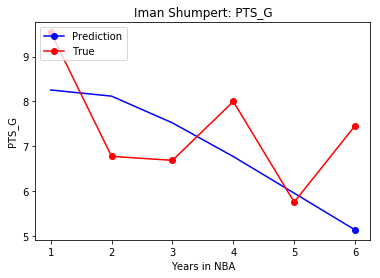 Iman Shumpert: PTS_G
Prediction
True
PTS_G
9
8
7
6
5
1 2 3 4 5 6
Years in NBA